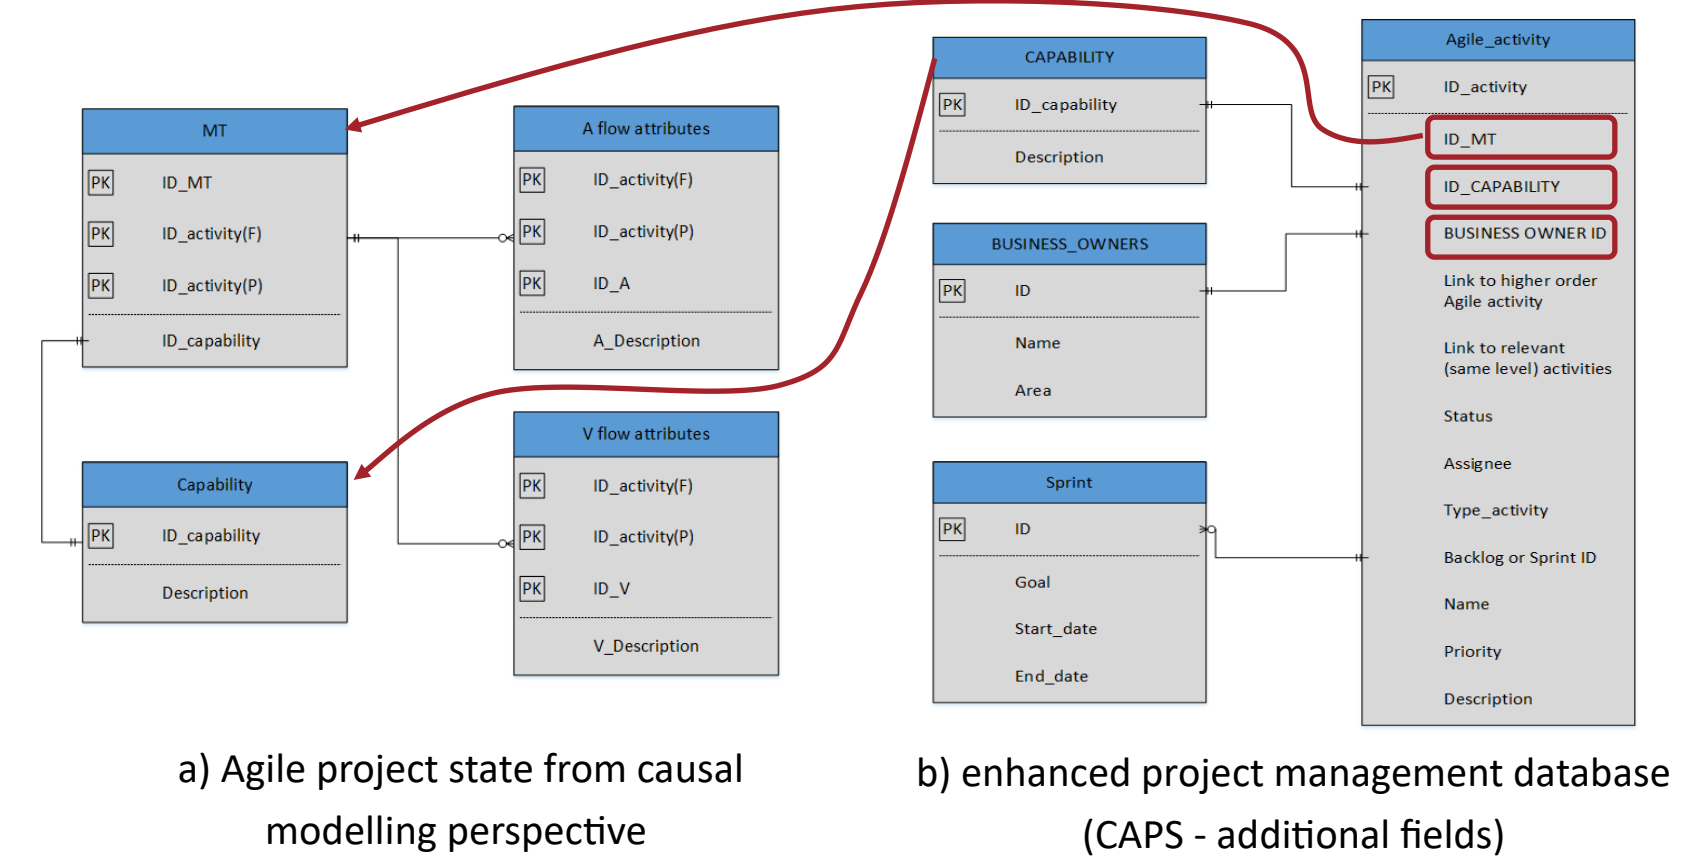 MT
PK ID_MT
PK ID_activity(F)
PK ID_activity(P)
ID_capability
Capability
PK ID_capability
Description
A flow attributes
PK ID_activity(F)
PK ID_activity(P)
PK ID_A
A_Description
V flow attributes
PK ID_activity(F)
PK ID_activity(P)
PK ID_V
V_Description
a) Agile project state from causal
modelling perspective
CAPABILITY
PK ID_capability
Description
BUSINESS_OWNERS
PK ID
Name
Area
Sprint
PK ID
Goal
Start_date
End_date
Agile_activity
PK ID_activity
ID_MT
ID_CAPABILITY
BUSINESS OWNER ID
Link to higher order
Agile activity
Link to relevant
(same level) activities
Status
Assignee
Type_activity
Backlog or Sprint ID
Name
Priority
Description
b) enhanced project management database
(CAPS - additional fields)